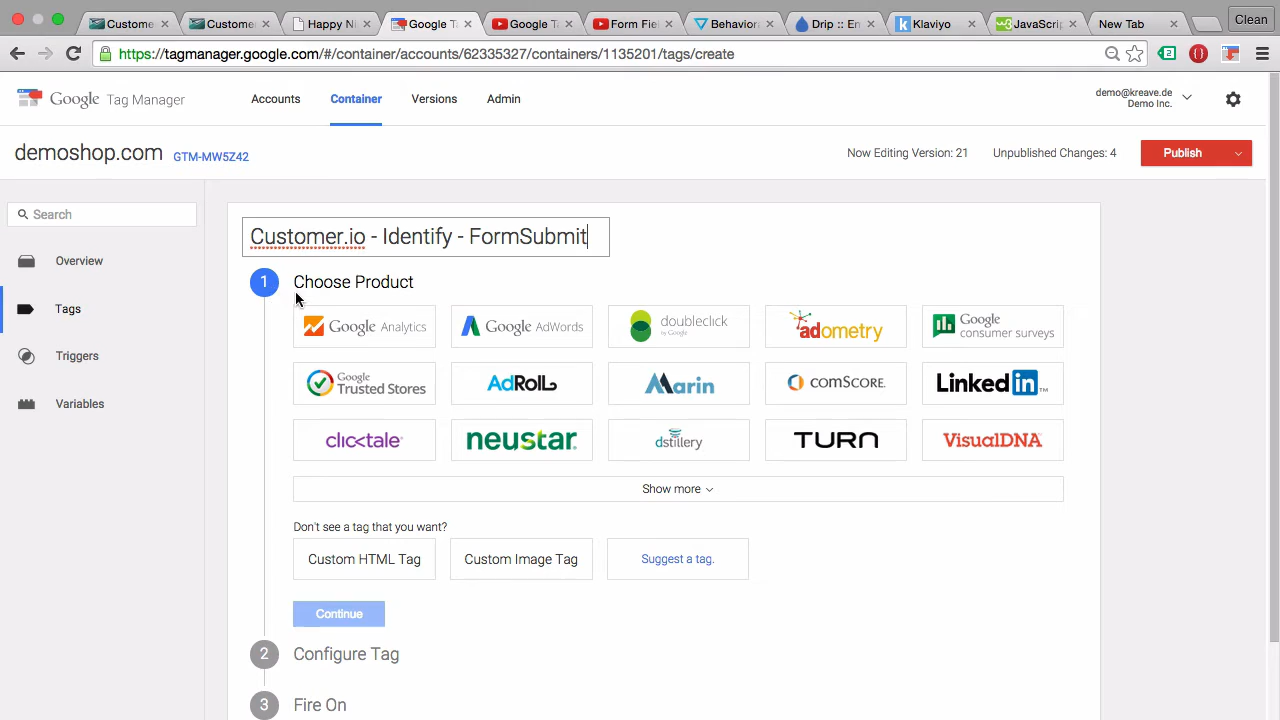 Custome
Custome
Happy Ni
Google T
Google T
Form Fie
Behavior
Drip :: En
Klaviyo
JavaScrip
New Tab
Clean
https://tagmanager.google.com/#/container/accounts/62335327/containers/1135201/tags/create
2
Google Tag Manager
Accounts
Container
Versions
Admin
demo@kreave.de
Demo Inc.
demoshop.com GTM-MW5Z42
Now Editing Version: 21
Unpublished Changes: 4
Publish
Search
Overview
Tags
Triggers
Variables
Customer.io - Identify - FormSubmit
1 Choose Product
Google Analytics
Google AdWords
doubleclick
by Google
adometry
Google
consumer surveys
Google
Trusted Stores
AdRoll
Marin
comScore.
LinkedIn™
clicktale
neustar
dstillery
TURN
VisualDNA
Show more
Don't see a tag that you want?
Custom HTML Tag
Custom Image Tag
Suggest a tag.
Continue
2 Configure Tag
3 Fire On